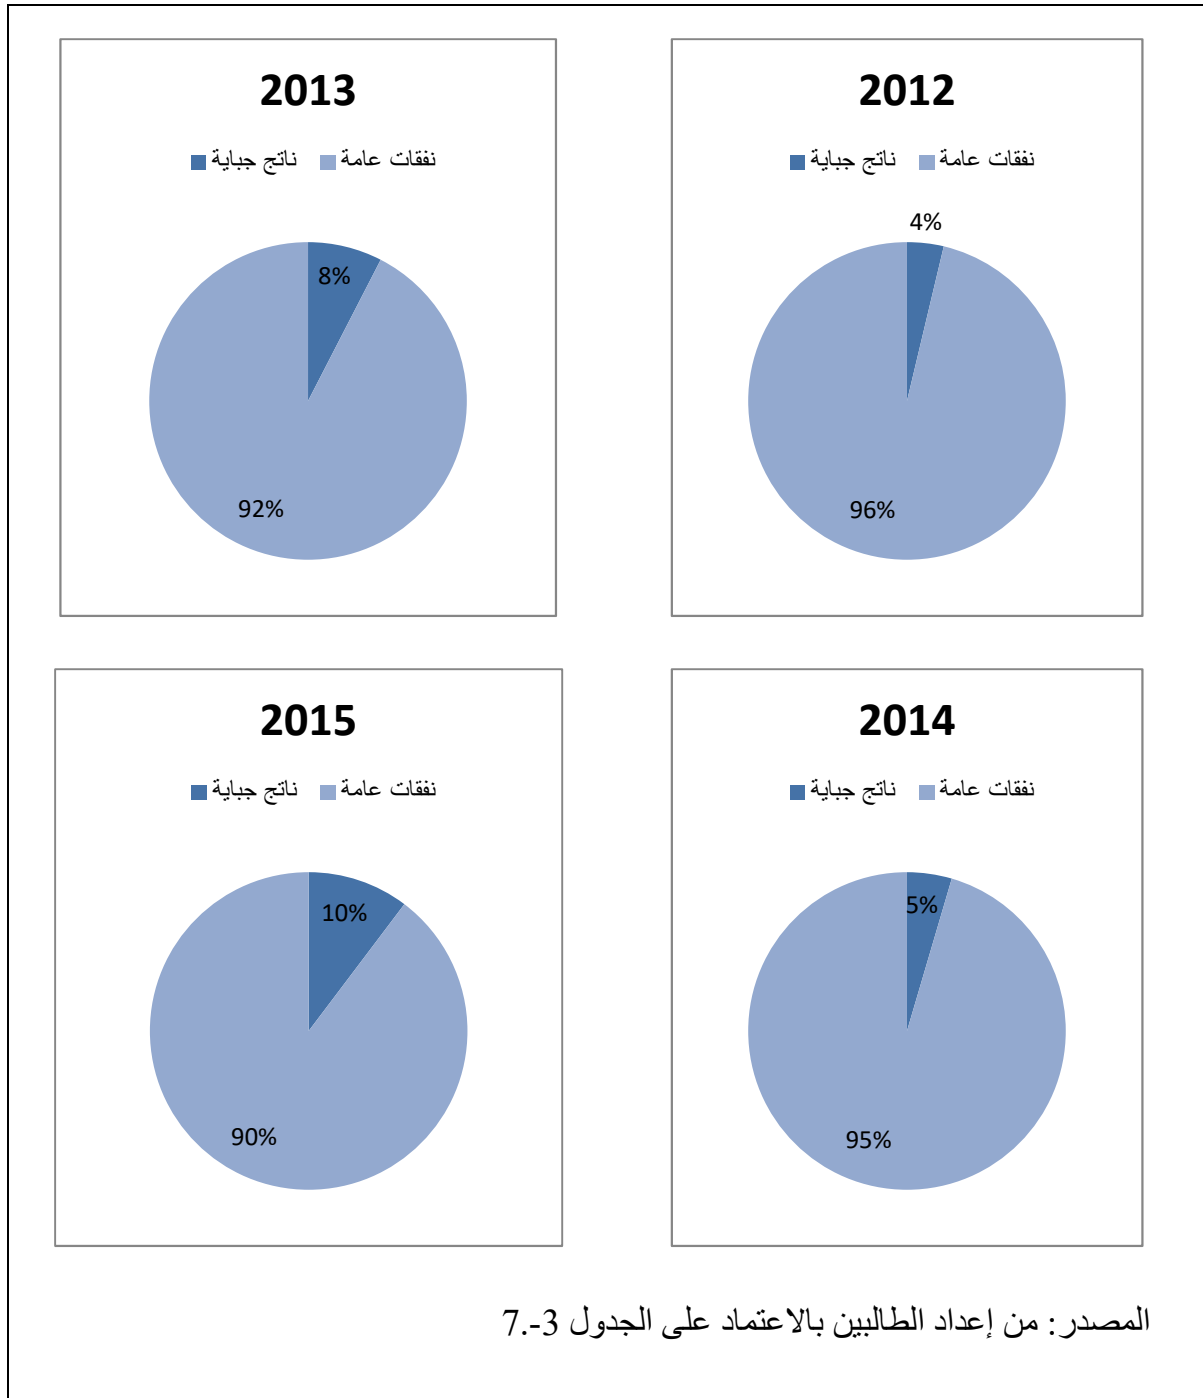 2012
نفقات عامة ناتج جباية
4%
96%
2013
نفقات عامة ناتج جباية
8%
92%
2014
نفقات عامة ناتج جباية
5%
95%
2015
نفقات عامة ناتج جباية
10%
90%
المصدر: من إعداد الطالبين بالاعتماد على الجدول 3-7.